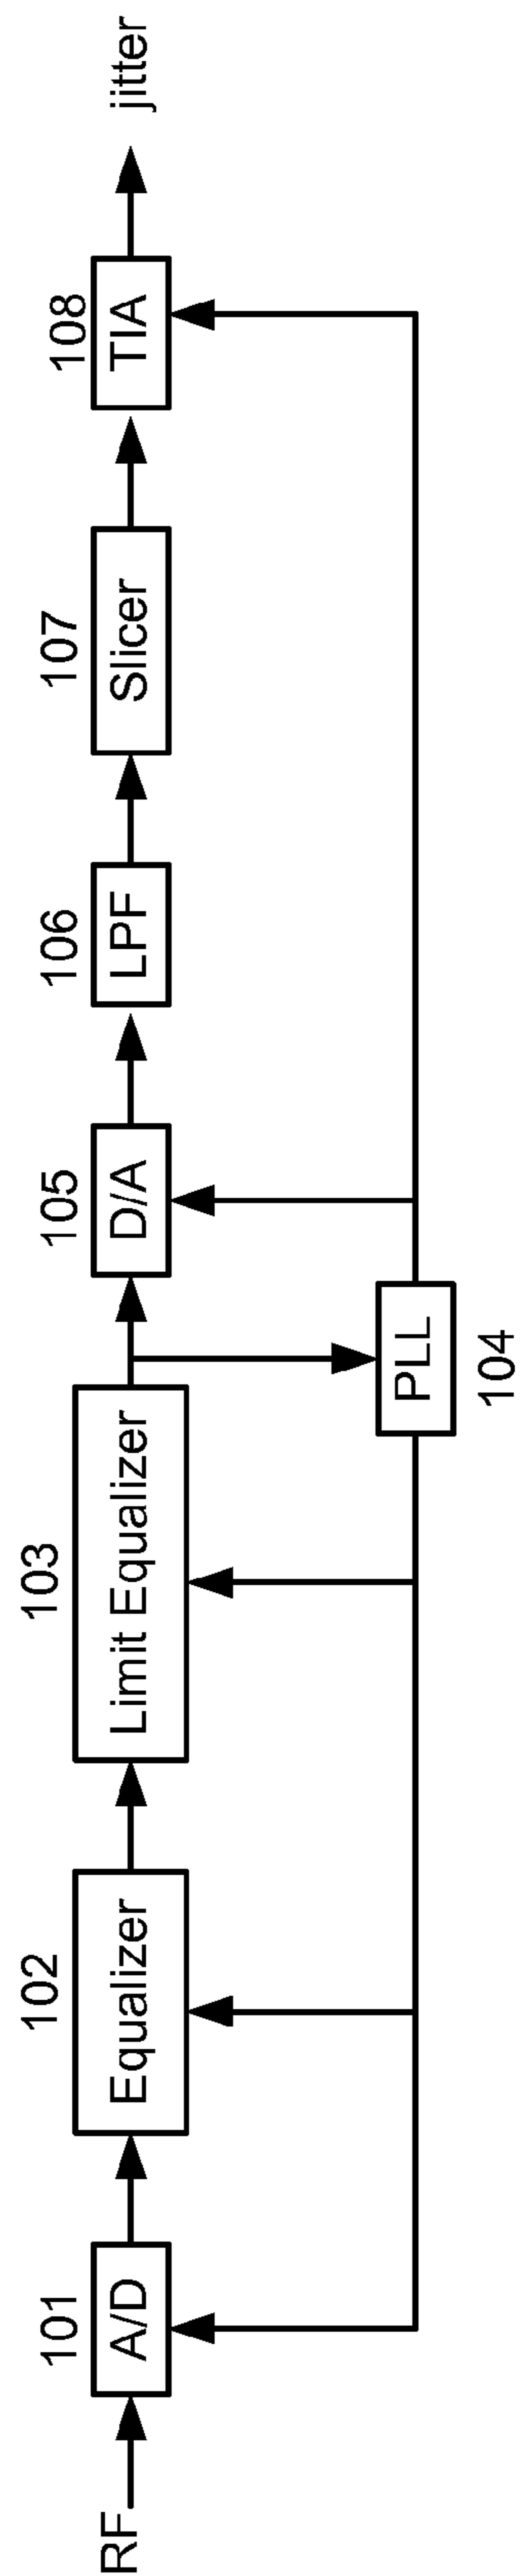 RF
101
A/D
102
Equalizer
103
Limit Equalizer
104
PLL
105
D/A
106
LPF
107
Slicer
108
TIA
jitter